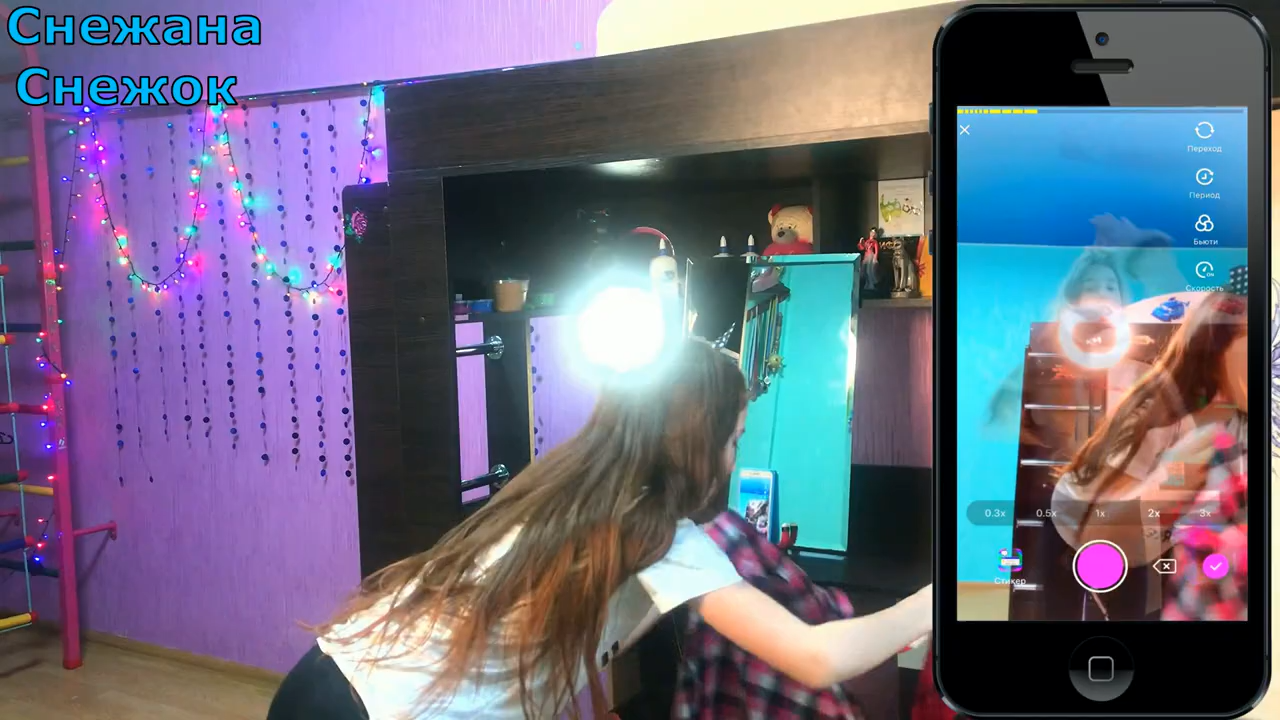 Снежана
Снежок
Переход
Период
Бьюти
Скорость
0.3x
0.5x
1x
2x
3x
Стикер